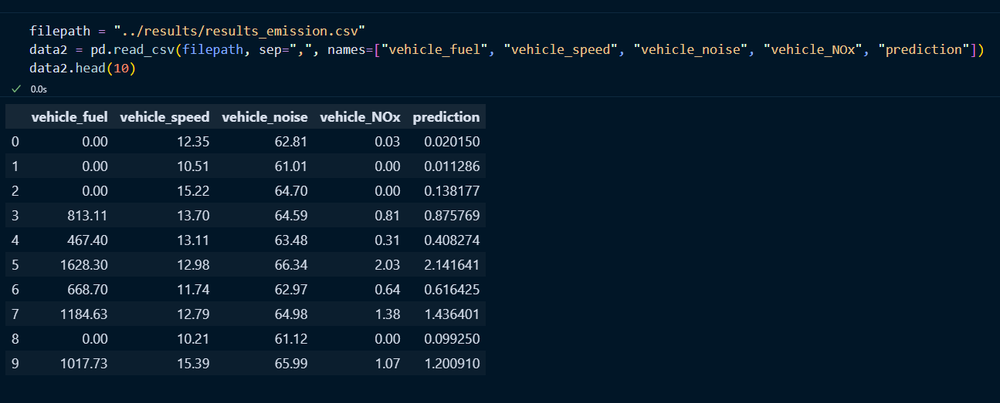 filepath = "../results/results_emission.csv"
data2 = pd.read_csv(filepath, sep=",", names=["vehicle_fuel", "vehicle_speed", "vehicle_noise", "vehicle_NOx", "prediction"])
data2.head(10)
✓ 0.0s
vehicle_fuel vehicle_speed vehicle_noise vehicle_NOx prediction
0 0.00 12.35 62.81 0.03 0.020150
1 0.00 10.51 61.01 0.00 0.011286
2 0.00 15.22 64.70 0.00 0.138177
3 813.11 13.70 64.59 0.81 0.875769
4 467.40 13.11 63.48 0.31 0.408274
5 1628.30 12.98 66.34 2.03 2.141641
6 668.70 11.74 62.97 0.64 0.616425
7 1184.63 12.79 64.98 1.38 1.436401
8 0.00 10.21 61.12 0.00 0.099250
9 1017.73 15.39 65.99 1.07 1.200910